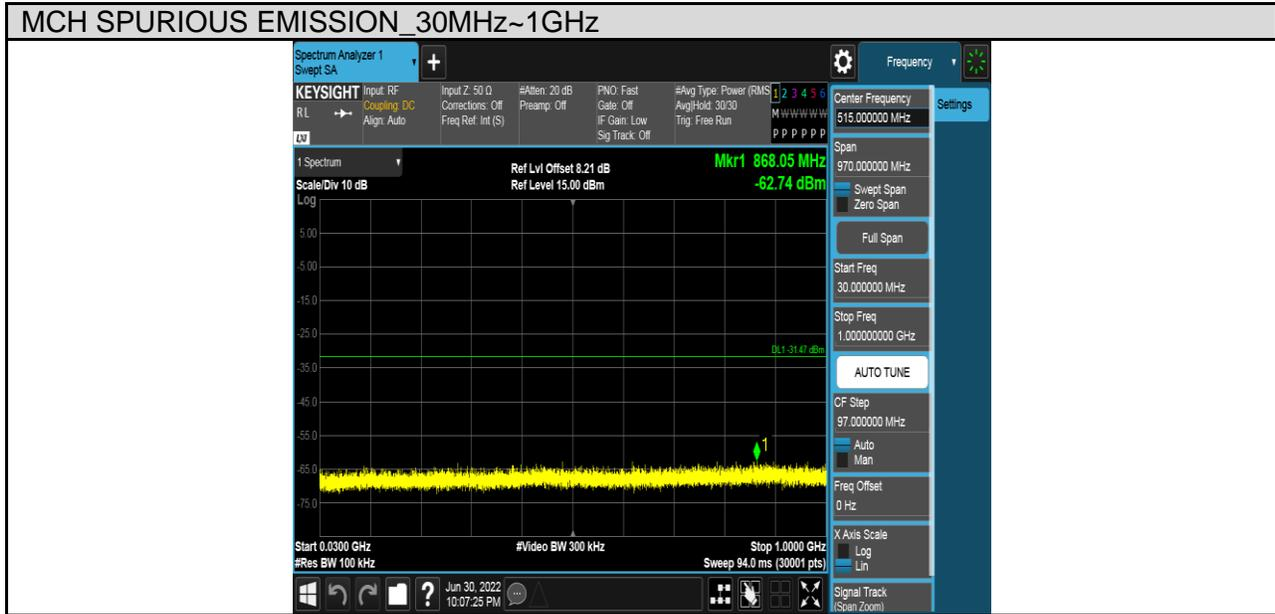 MCH SPURIOUS EMISSION_30MHz~1GHz
Spectrum Analyzer 1
Swept SA
+
Frequency
KEYSIGHT
RL
LXI
Input: RF
Coupling: DC
Align: Auto
Input Z: 50 Ω
Corrections: Off
Freq Ref: Int (S)
#Atten: 20 dB
Preamp: Off
PNO: Fast
Gate: Off
IF Gain: Low
Sig Track: Off
#Avg Type: Power (RMS
Avg|Hold: 30/30
Trig: Free Run
1 2 3 4 5 6
M W W W W W
P P P P P P
Center Frequency
515.000000 MHz
Settings
1 Spectrum
Scale/Div 10 dB
Log
Ref Lvl Offset 8.21 dB
Ref Level 15.00 dBm
Mkr1 868.05 MHz
-62.74 dBm
5.00
-5.00
-15.0
-25.0
DL1 -31.47 dBm
-35.0
-45.0
-55.0
1
-65.0
-75.0
Start 0.0300 GHz
#Res BW 100 kHz
#Video BW 300 kHz
Stop 1.0000 GHz
Sweep 94.0 ms (30001 pts)
Span
970.000000 MHz
Swept Span
Zero Span
Full Span
Start Freq
30.000000 MHz
Stop Freq
1.000000000 GHz
AUTO TUNE
CF Step
97.000000 MHz
Auto
Man
Freq Offset
0 Hz
X Axis Scale
Log
Lin
Signal Track
(Span Zoom)
?
Jun 30, 2022
10:07:25 PM